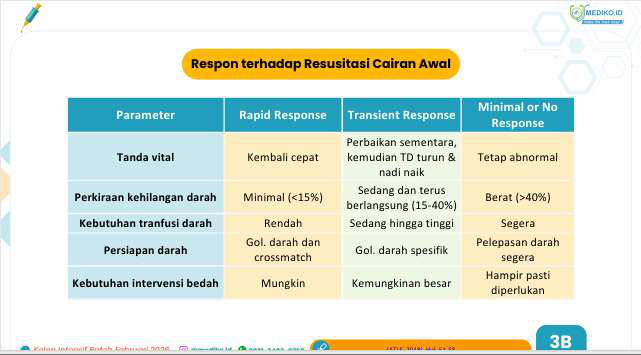 MEDIKO.ID
Respon terhadap Resusitasi Cairan Awal
Parameter
Rapid Response
Transient Response
Minimal or No
Response
Tanda vital
Kembali cepat
Perbaikan sementara,
kemudian TD turun &
nadi naik
Tetap abnormal
Perkiraan kehilangan darah
Minimal (<15%)
Sedang dan terus
berlangsung (15-40%)
Berat (>40%)
Kebutuhan tranfusi darah
Rendah
Sedang hingga tinggi
Segera
Persiapan darah
Gol. darah dan
crossmatch
Gol. darah spesifik
Pelepasan darah
segera
Kebutuhan intervensi bedah
Mungkin
Kemungkinan besar
Hampir pasti
diperlukan
3B